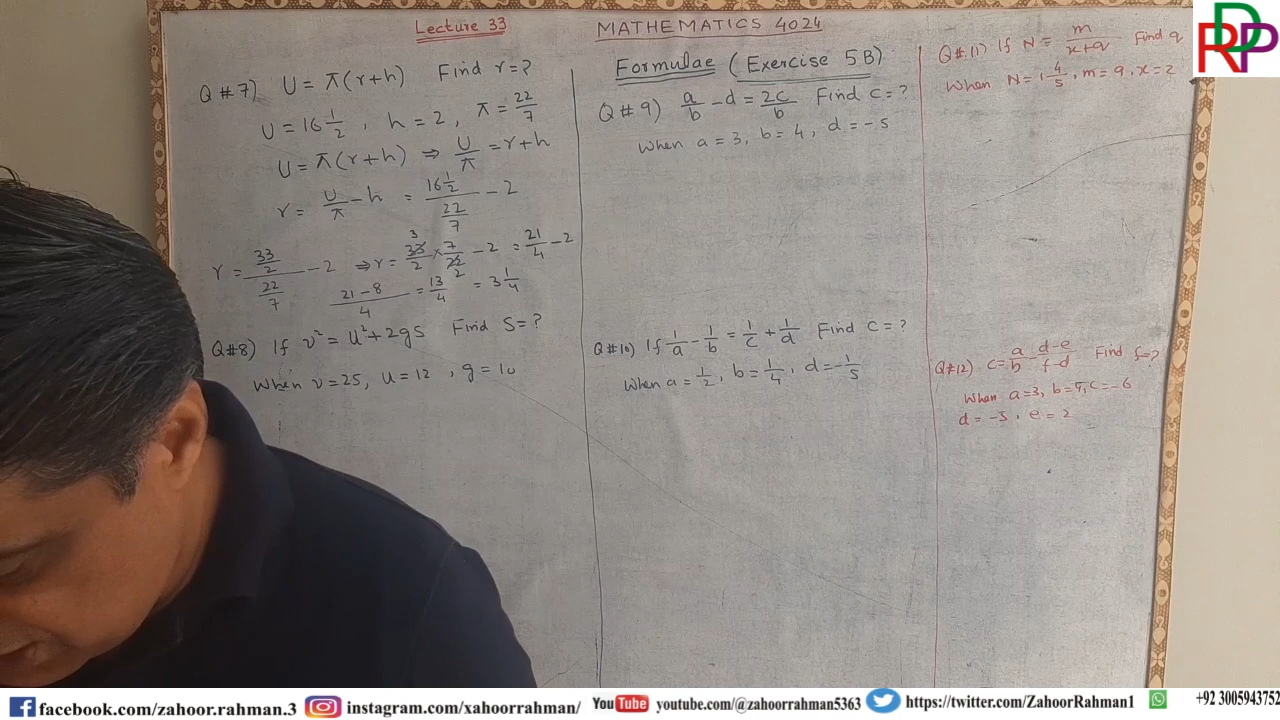 Lecture 33
MATHEMATICS 4024
Formulae (Exercise 5B)
Q#7) U = π(r+h) Find r=?
U = 16 1/2, h = 2, π = 22/7
U = π(r+h) ⇒ U/π = r+h
r = U/π - h = (16 1/2)/(22/7) - 2
r = (33/2)/(22/7) - 2 ⇒ r = 33/2 × 7/22 - 2 = 21/4 - 2
3
2
(21-8)/4 = 13/4 = 3 1/4
Q#8) If v² = u²+2gs Find S=?
When v=25, u=12, g=10
Q#9) a/b - d = 2c/b Find c=?
When a=3, b=4, d=-5
Q#10) If 1/a - 1/b = 1/c + 1/d Find c=?
When a=1/2, b=1/4, d=-1/5
Q#11) If N = m/(x+q) Find q
When N=1 4/5, m=9, x=2
Q#12) c = a/b - (d-e)/(f-d) Find f=?
When a=3, b=4, c=-6
d=-5, e=2
RDP
facebook.com/zahoor.rahman.3
instagram.com/xahoorrahman/
YouTube youtube.com/@zahoorrahman5363
https://twitter.com/ZahoorRahman1
+92 3005943752